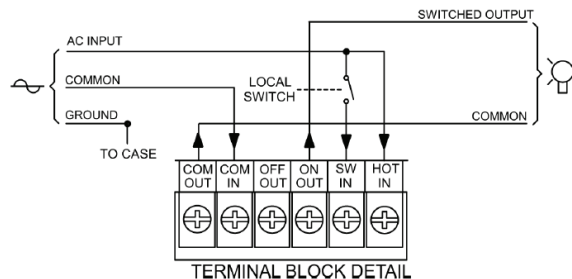 SWITCHED OUTPUT
AC INPUT
COMMON
LOCAL
SWITCH
GROUND
COMMON
TO CASE
COM OUT
COM IN
OFF OUT
ON OUT
SW IN
HOT IN
TERMINAL BLOCK DETAIL